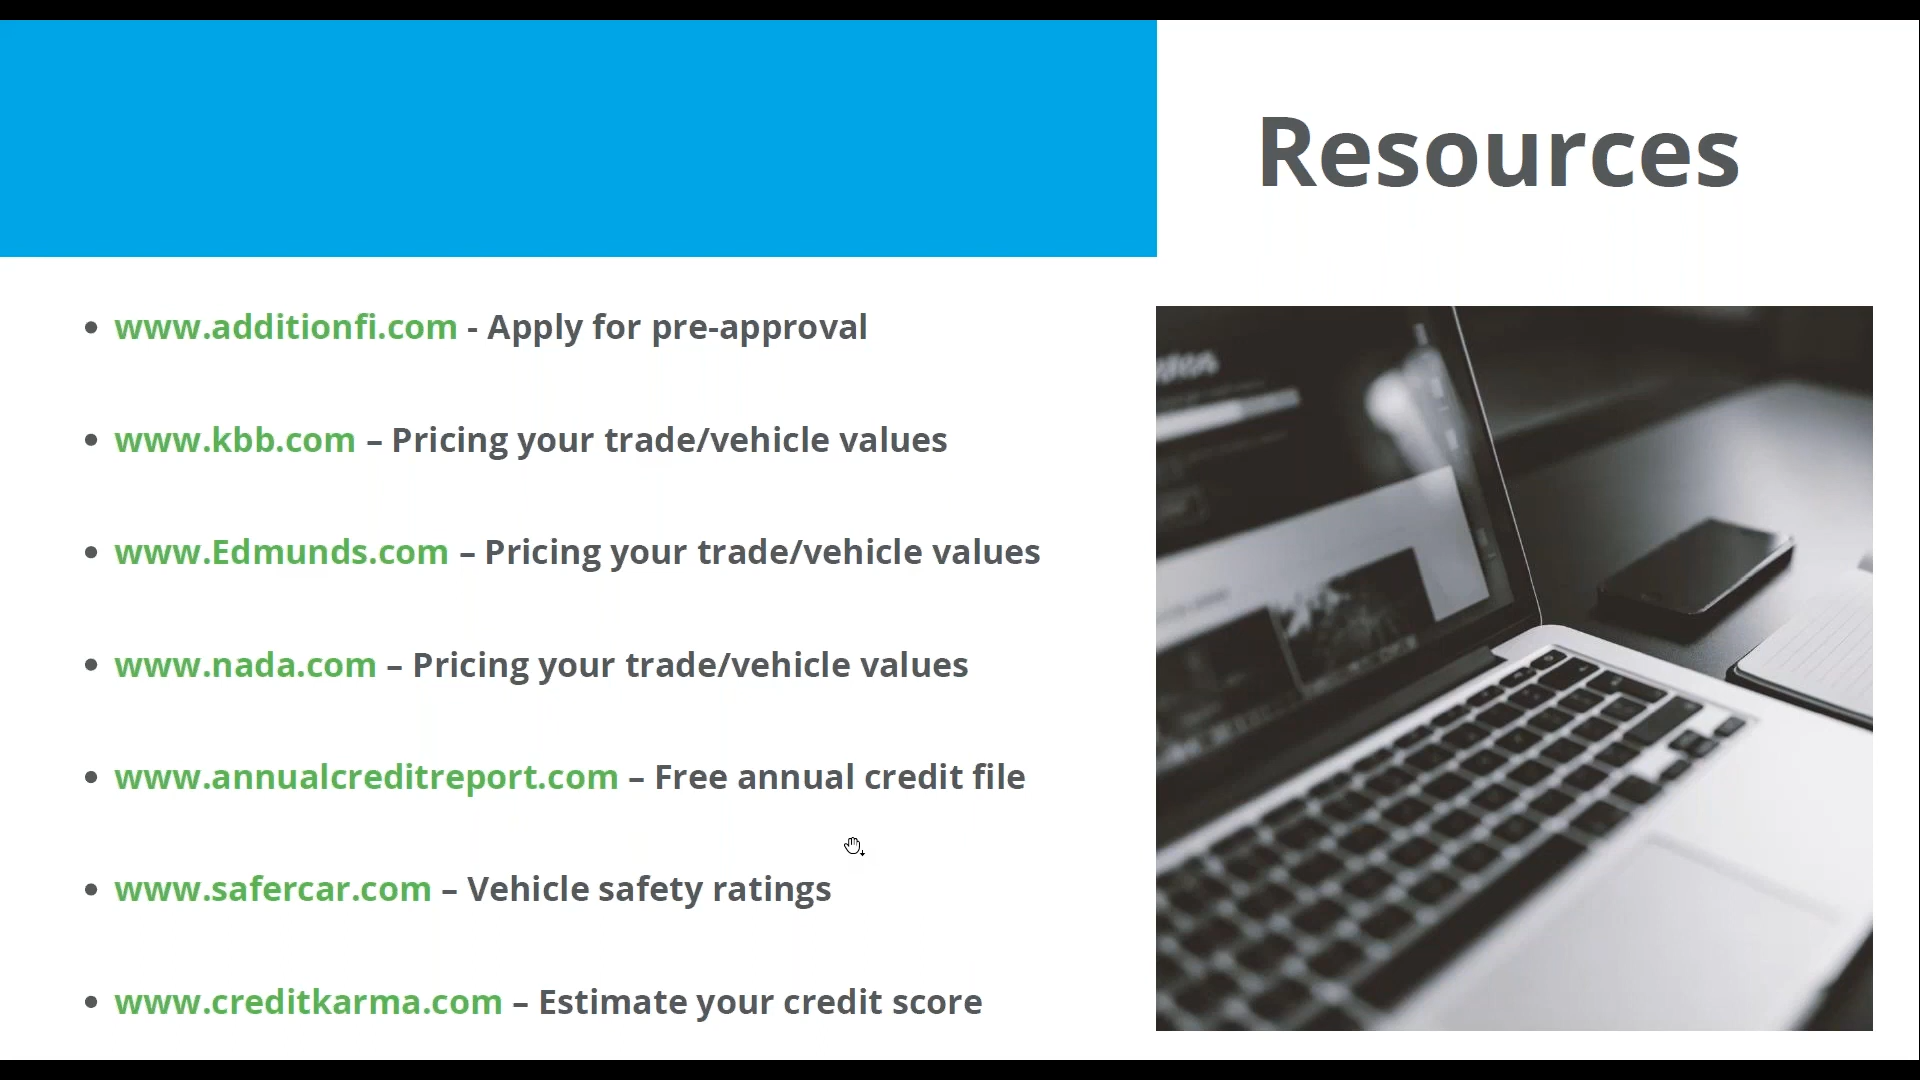 Resources
• www.additionfi.com - Apply for pre-approval
• www.kbb.com – Pricing your trade/vehicle values
• www.Edmunds.com – Pricing your trade/vehicle values
• www.nada.com – Pricing your trade/vehicle values
• www.annualcreditreport.com – Free annual credit file
• www.safercar.com – Vehicle safety ratings
• www.creditkarma.com – Estimate your credit score